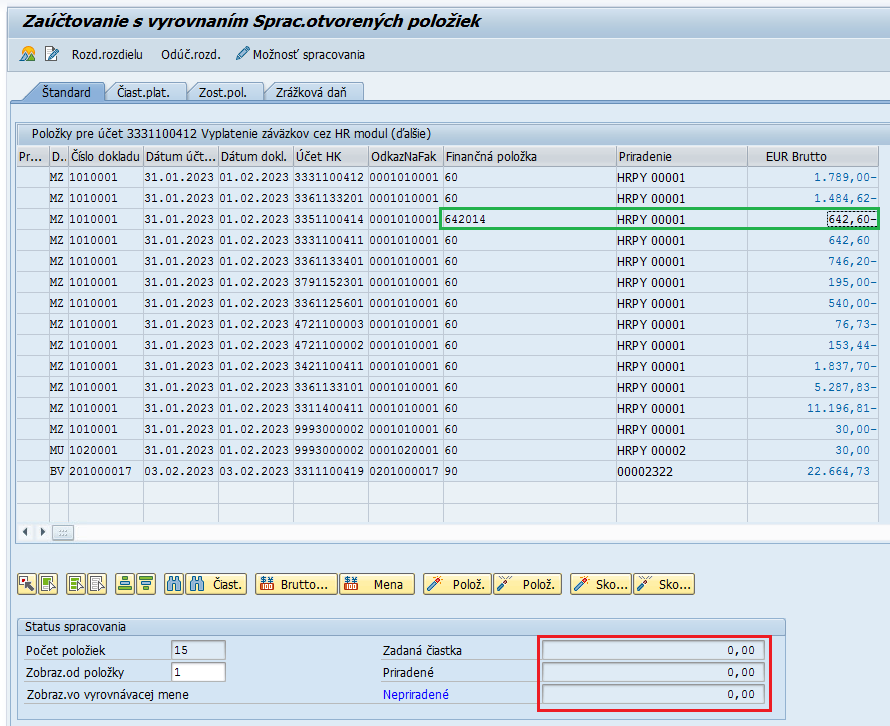 Zaúčtovanie s vyrovnaním Sprac.otvorených položiek
Rozd.rozdielu Odúč.rozd. Možnosť spracovania
Štandard Čiast.plat. Zost.pol. Zrážková daň
Položky pre účet 3331100412 Vyplatenie záväzkov cez HR modul (ďalšie)
Pr... D.. Číslo dokladu Dátum účt... Dátum dokl. Účet HK OdkazNaFak Finančná položka Priradenie EUR Brutto
MZ 1010001 31.01.2023 01.02.2023 3331100412 0001010001 60 HRPY 00001 1.789,00-
MZ 1010001 31.01.2023 01.02.2023 3361133201 0001010001 60 HRPY 00001 1.484,62-
MZ 1010001 31.01.2023 01.02.2023 3351100414 0001010001 642014 HRPY 00001 642,60-
MZ 1010001 31.01.2023 01.02.2023 3331100411 0001010001 60 HRPY 00001 642,60
MZ 1010001 31.01.2023 01.02.2023 3361133401 0001010001 60 HRPY 00001 746,20-
MZ 1010001 31.01.2023 01.02.2023 3791152301 0001010001 60 HRPY 00001 195,00-
MZ 1010001 31.01.2023 01.02.2023 3361125601 0001010001 60 HRPY 00001 540,00-
MZ 1010001 31.01.2023 01.02.2023 4721100003 0001010001 60 HRPY 00001 76,73-
MZ 1010001 31.01.2023 01.02.2023 4721100002 0001010001 60 HRPY 00001 153,44-
MZ 1010001 31.01.2023 01.02.2023 3421100411 0001010001 60 HRPY 00001 1.837,70-
MZ 1010001 31.01.2023 01.02.2023 3361133101 0001010001 60 HRPY 00001 5.287,83-
MZ 1010001 31.01.2023 01.02.2023 3311400411 0001010001 60 HRPY 00001 11.196,81-
MZ 1010001 31.01.2023 01.02.2023 9993000002 0001010001 60 HRPY 00001 30,00-
MU 1020001 31.01.2023 01.02.2023 9993000002 0001020001 60 HRPY 00002 30,00
BV 201000017 03.02.2023 03.02.2023 3311100419 0201000017 90 00002322 22.664,73
Čiast. Brutto... Mena Polož. Polož. Sko... Sko...
Status spracovania
Počet položiek 15 Zadaná čiastka 0,00
Zobraz.od položky 1 Priradené 0,00
Zobraz.vo vyrovnávacej mene Nepriradené 0,00